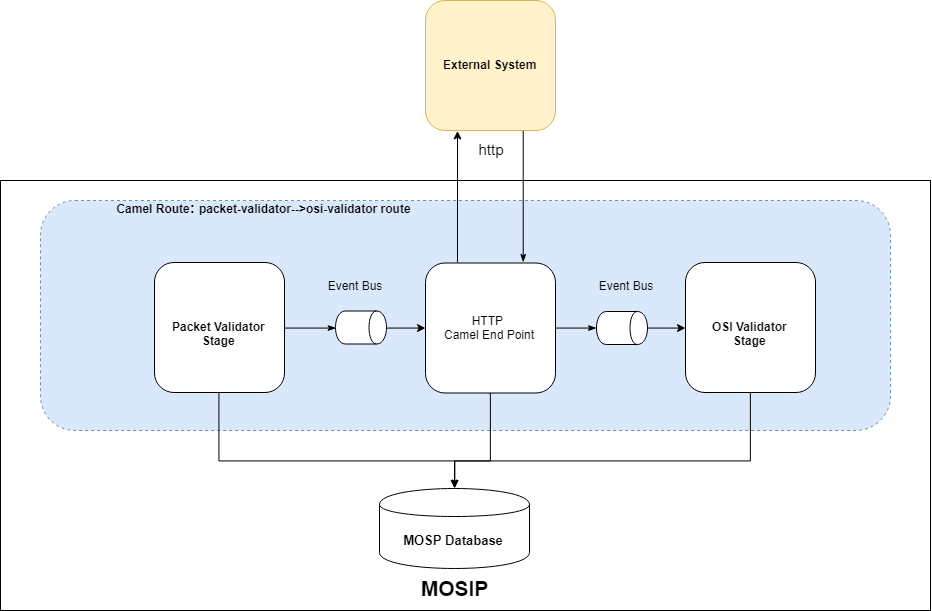 External System
http
Camel Route: packet-validator-->osi-validator route
Event Bus
Event Bus
Packet Validator
Stage
HTTP
Camel End Point
OSI Validator
Stage
MOSP Database
MOSIP